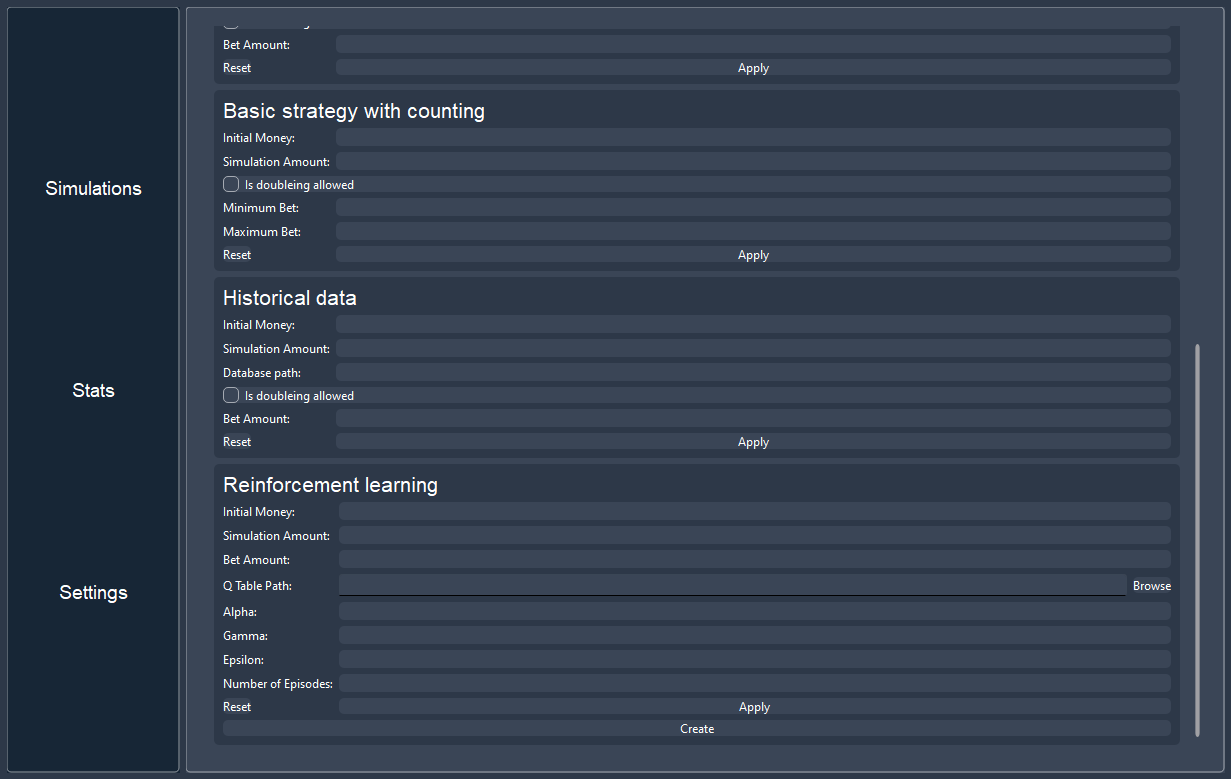 Bet Amount:
Reset Apply
Basic strategy with counting
Initial Money:
Simulation Amount:
Simulations
Is doubleing allowed
Minimum Bet:
Maximum Bet:
Reset Apply
Historical data
Initial Money:
Simulation Amount:
Database path:
Stats
Is doubleing allowed
Bet Amount:
Reset Apply
Reinforcement learning
Initial Money:
Simulation Amount:
Bet Amount:
Q Table Path: Browse
Settings
Alpha:
Gamma:
Epsilon:
Number of Episodes:
Reset Apply
Create